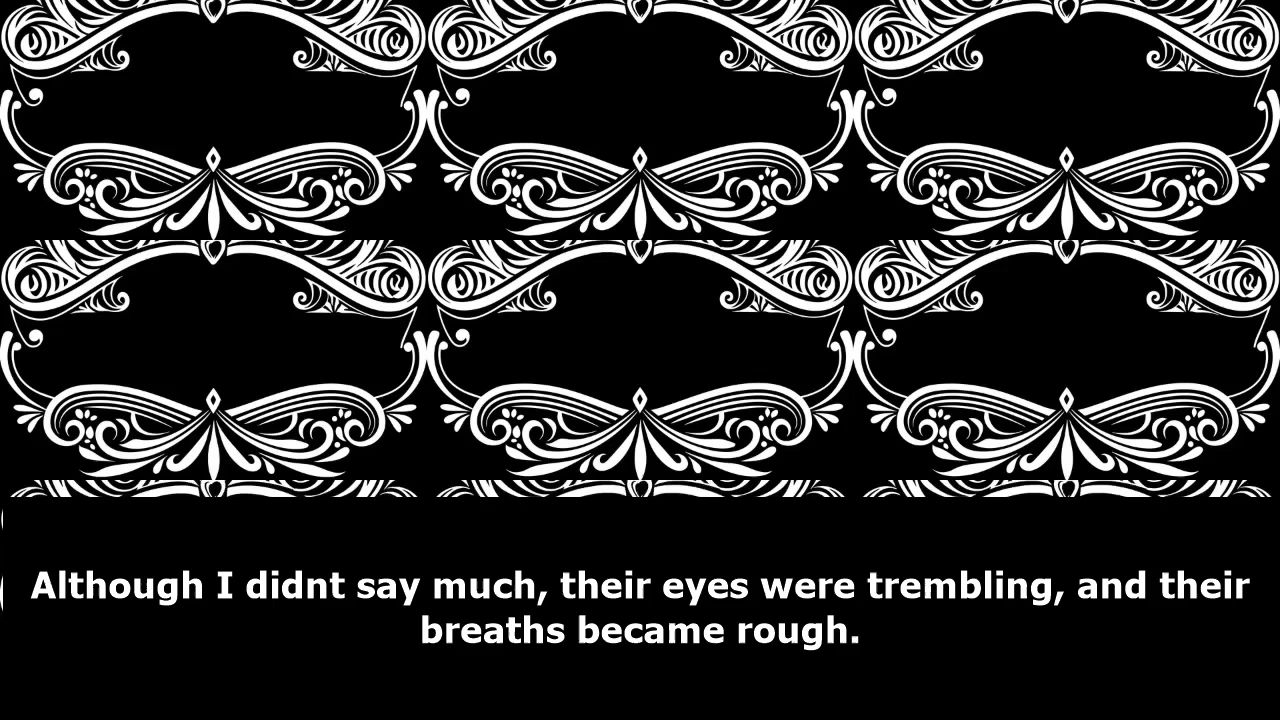 Although I didnt say much, their eyes were trembling, and their
breaths became rough.